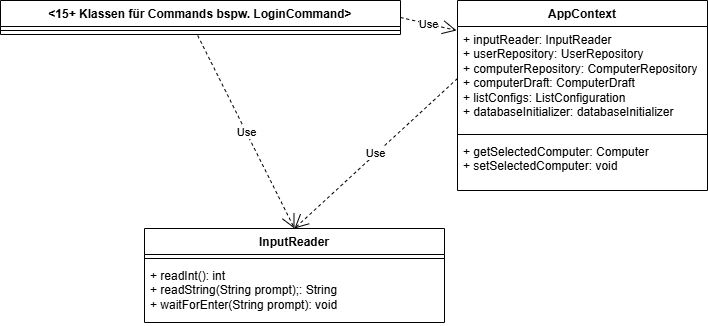 <15+ Klassen für Commands bspw. LoginCommand>
Use
AppContext
+ inputReader: InputReader
+ userRepository: UserRepository
+ computerRepository: ComputerRepository
+ computerDraft: ComputerDraft
+ listConfigs: ListConfiguration
+ databaseInitializer: databaseInitializer
+ getSelectedComputer: Computer
+ setSelectedComputer: void
Use
Use
InputReader
+ readInt(): int
+ readString(String prompt);: String
+ waitForEnter(String prompt): void